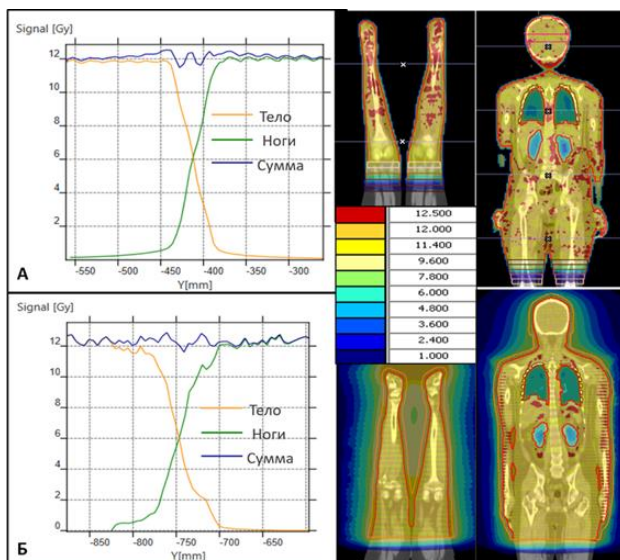 Signal [Gy]
12
10
8
6
4
2
Тело
Ноги
Сумма
А
-550
-500
-450
-400
-350
-300
Y[mm]
12.500
12.000
11.400
9.600
7.800
6.000
4.800
3.600
2.400
1.000
Signal [Gy]
12
10
8
6
4
2
0
Тело
Ноги
Сумма
Б
-850
-800
-750
-700
-650
Y[mm]